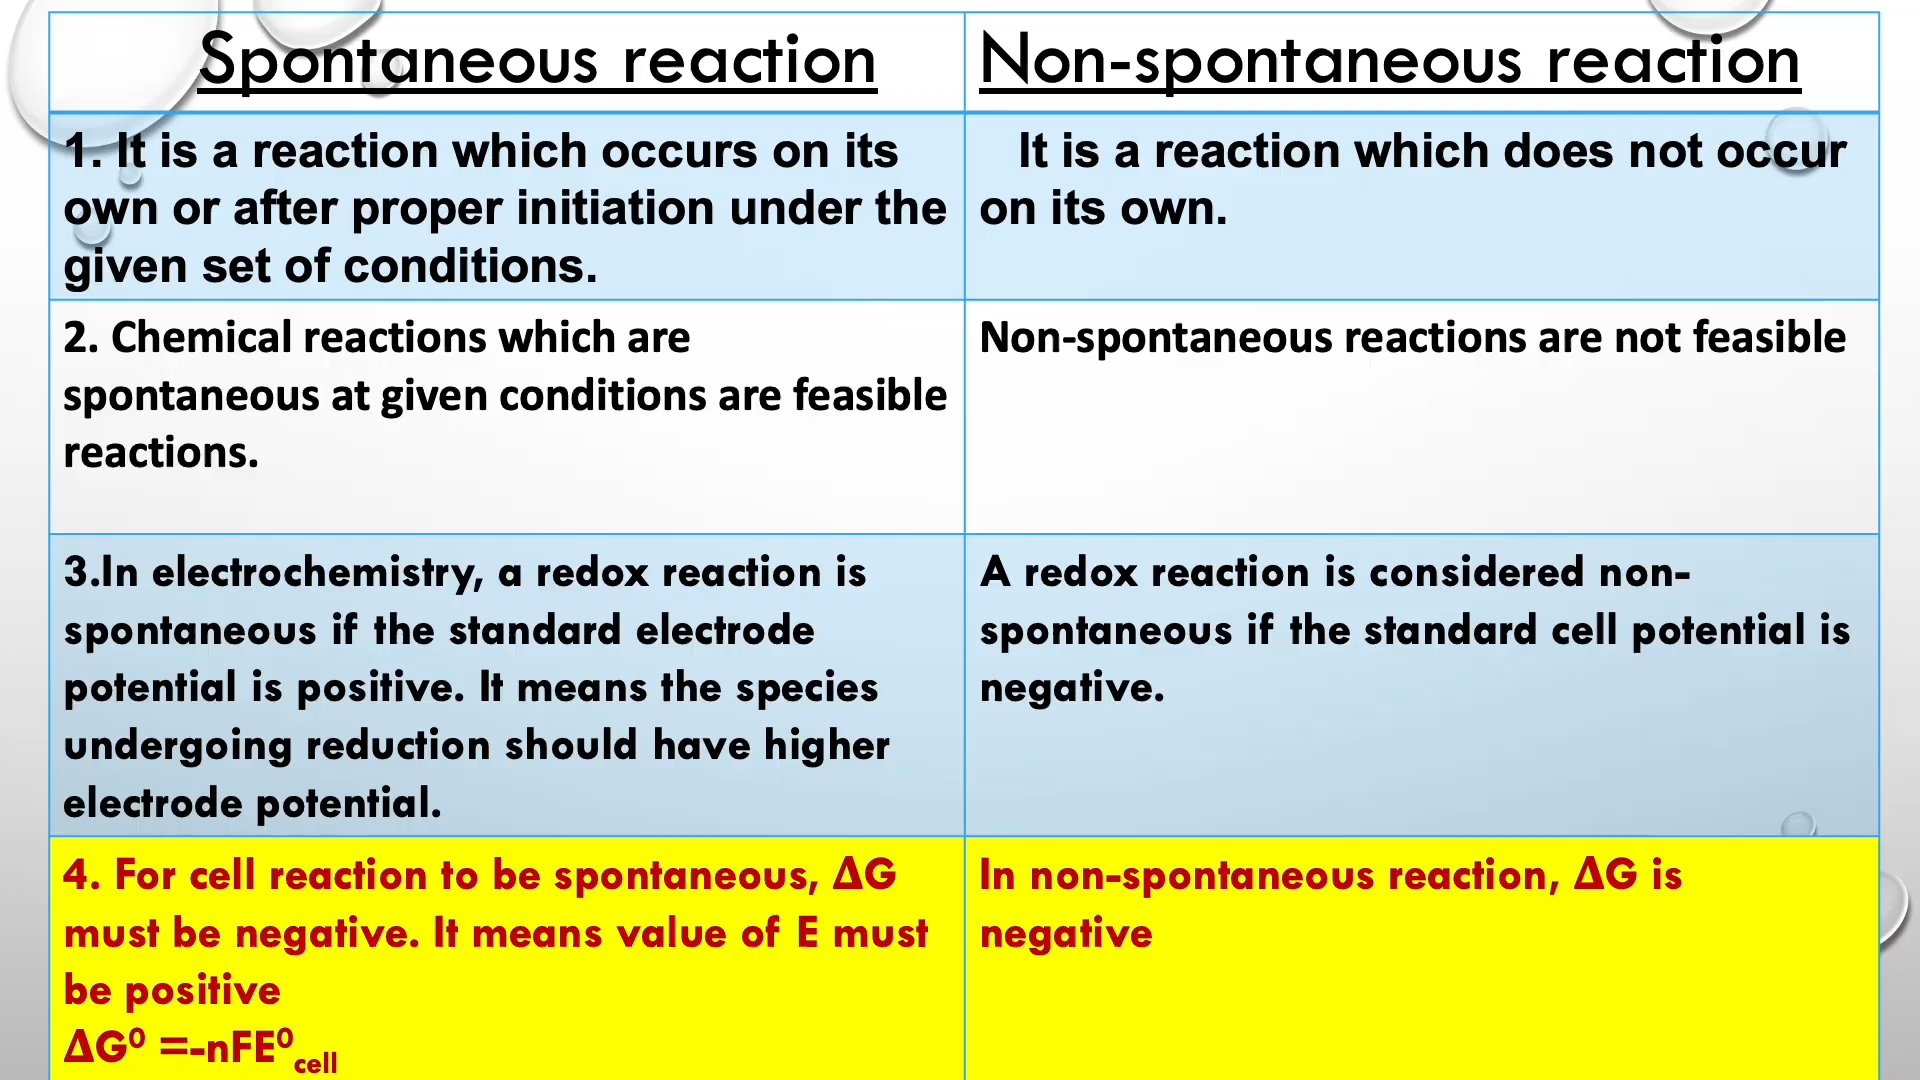 Spontaneous reaction
Non-spontaneous reaction
1. It is a reaction which occurs on its
own or after proper initiation under the
given set of conditions.
It is a reaction which does not occur
on its own.
2. Chemical reactions which are
spontaneous at given conditions are feasible
reactions.
Non-spontaneous reactions are not feasible
3.In electrochemistry, a redox reaction is
spontaneous if the standard electrode
potential is positive. It means the species
undergoing reduction should have higher
electrode potential.
A redox reaction is considered non-
spontaneous if the standard cell potential is
negative.
4. For cell reaction to be spontaneous, ΔG
must be negative. It means value of E must
be positive
ΔG⁰ =-nFE⁰cell
In non-spontaneous reaction, ΔG is
negative